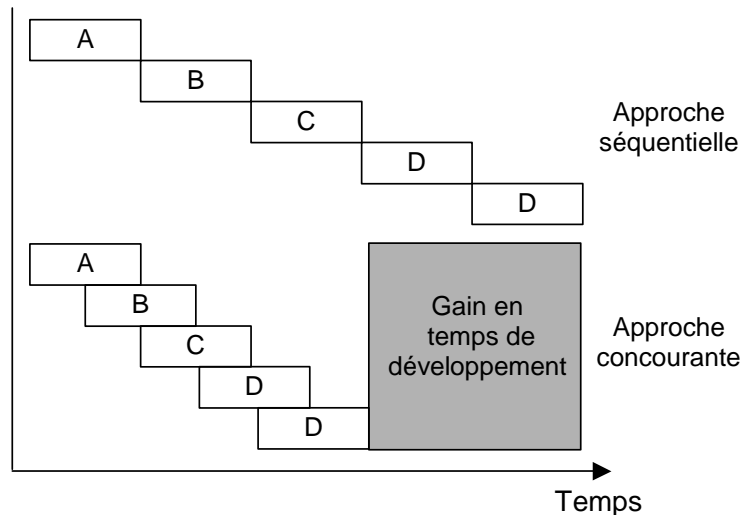 A
B
C
D
D
Approche
séquentielle
A
B
C
D
D
Gain en
temps de
développement
Approche
concourante
Temps